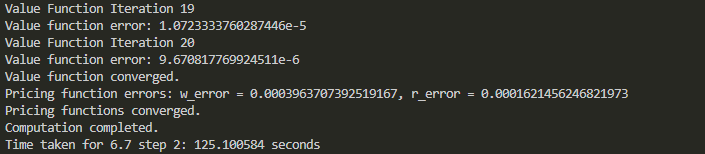 Value Function Iteration 19
Value function error: 1.0723333760287446e-5
Value Function Iteration 20
Value function error: 9.670817769924511e-6
Value function converged.
Pricing function errors: w_error = 0.0003963707392519167, r_error = 0.0001621456246821973
Pricing functions converged.
Computation completed.
Time taken for 6.7 step 2: 125.100584 seconds